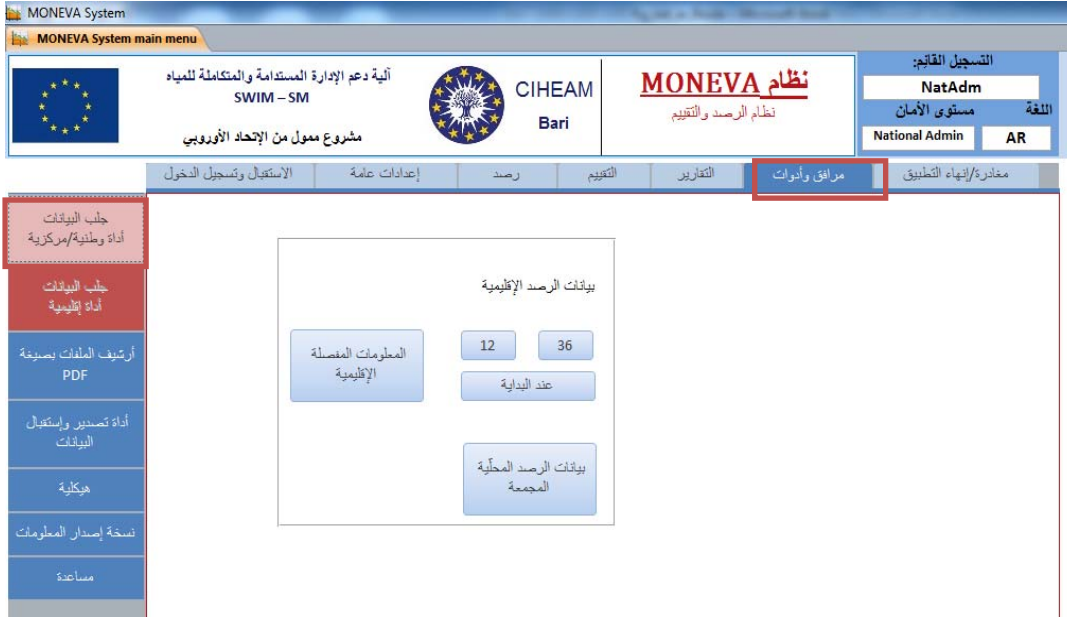 MONEVA System
MONEVA System main menu
التسجيل القائم:
NatAdm
مستوى الأمان
اللغة
National Admin
AR
نظام MONEVA
نظام الرصد والتقييم
CIHEAM
Bari
آلية دعم الإدارة المستدامة والمتكاملة للمياه
SWIM – SM
مشروع ممول من الإتحاد الأوروبي
مغادرة/إنهاء التطبيق
مرافق وأدوات
التقارير
التقييم
رصد
إعدادات عامة
الاستقبال وتسجيل الدخول
جلب البيانات
أداة وطنية/مركزية
جلب البيانات
أداة إقليمية
أرشيف الملفات بصيغة
PDF
أداة تصدير وإستقبال
البيانات
هيكلية
نسخة إصدار المعلومات
مساعدة
بيانات الرصد الإقليمية
36
12
عند البداية
المعلومات المفصلة
الإقليمية
بيانات الرصد المحلّية
المجمعة